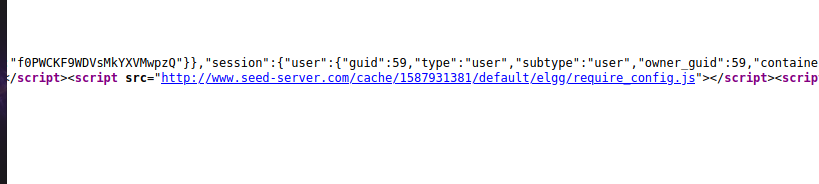 "f0PWCKF9WDVsMkYXVMwpzQ"}},"session":{"user":{"guid":59,"type":"user","subtype":"user","owner_guid":59,"containe
</script><script src="http://www.seed-server.com/cache/1587931381/default/elgg/require_config.js"></script><scrip